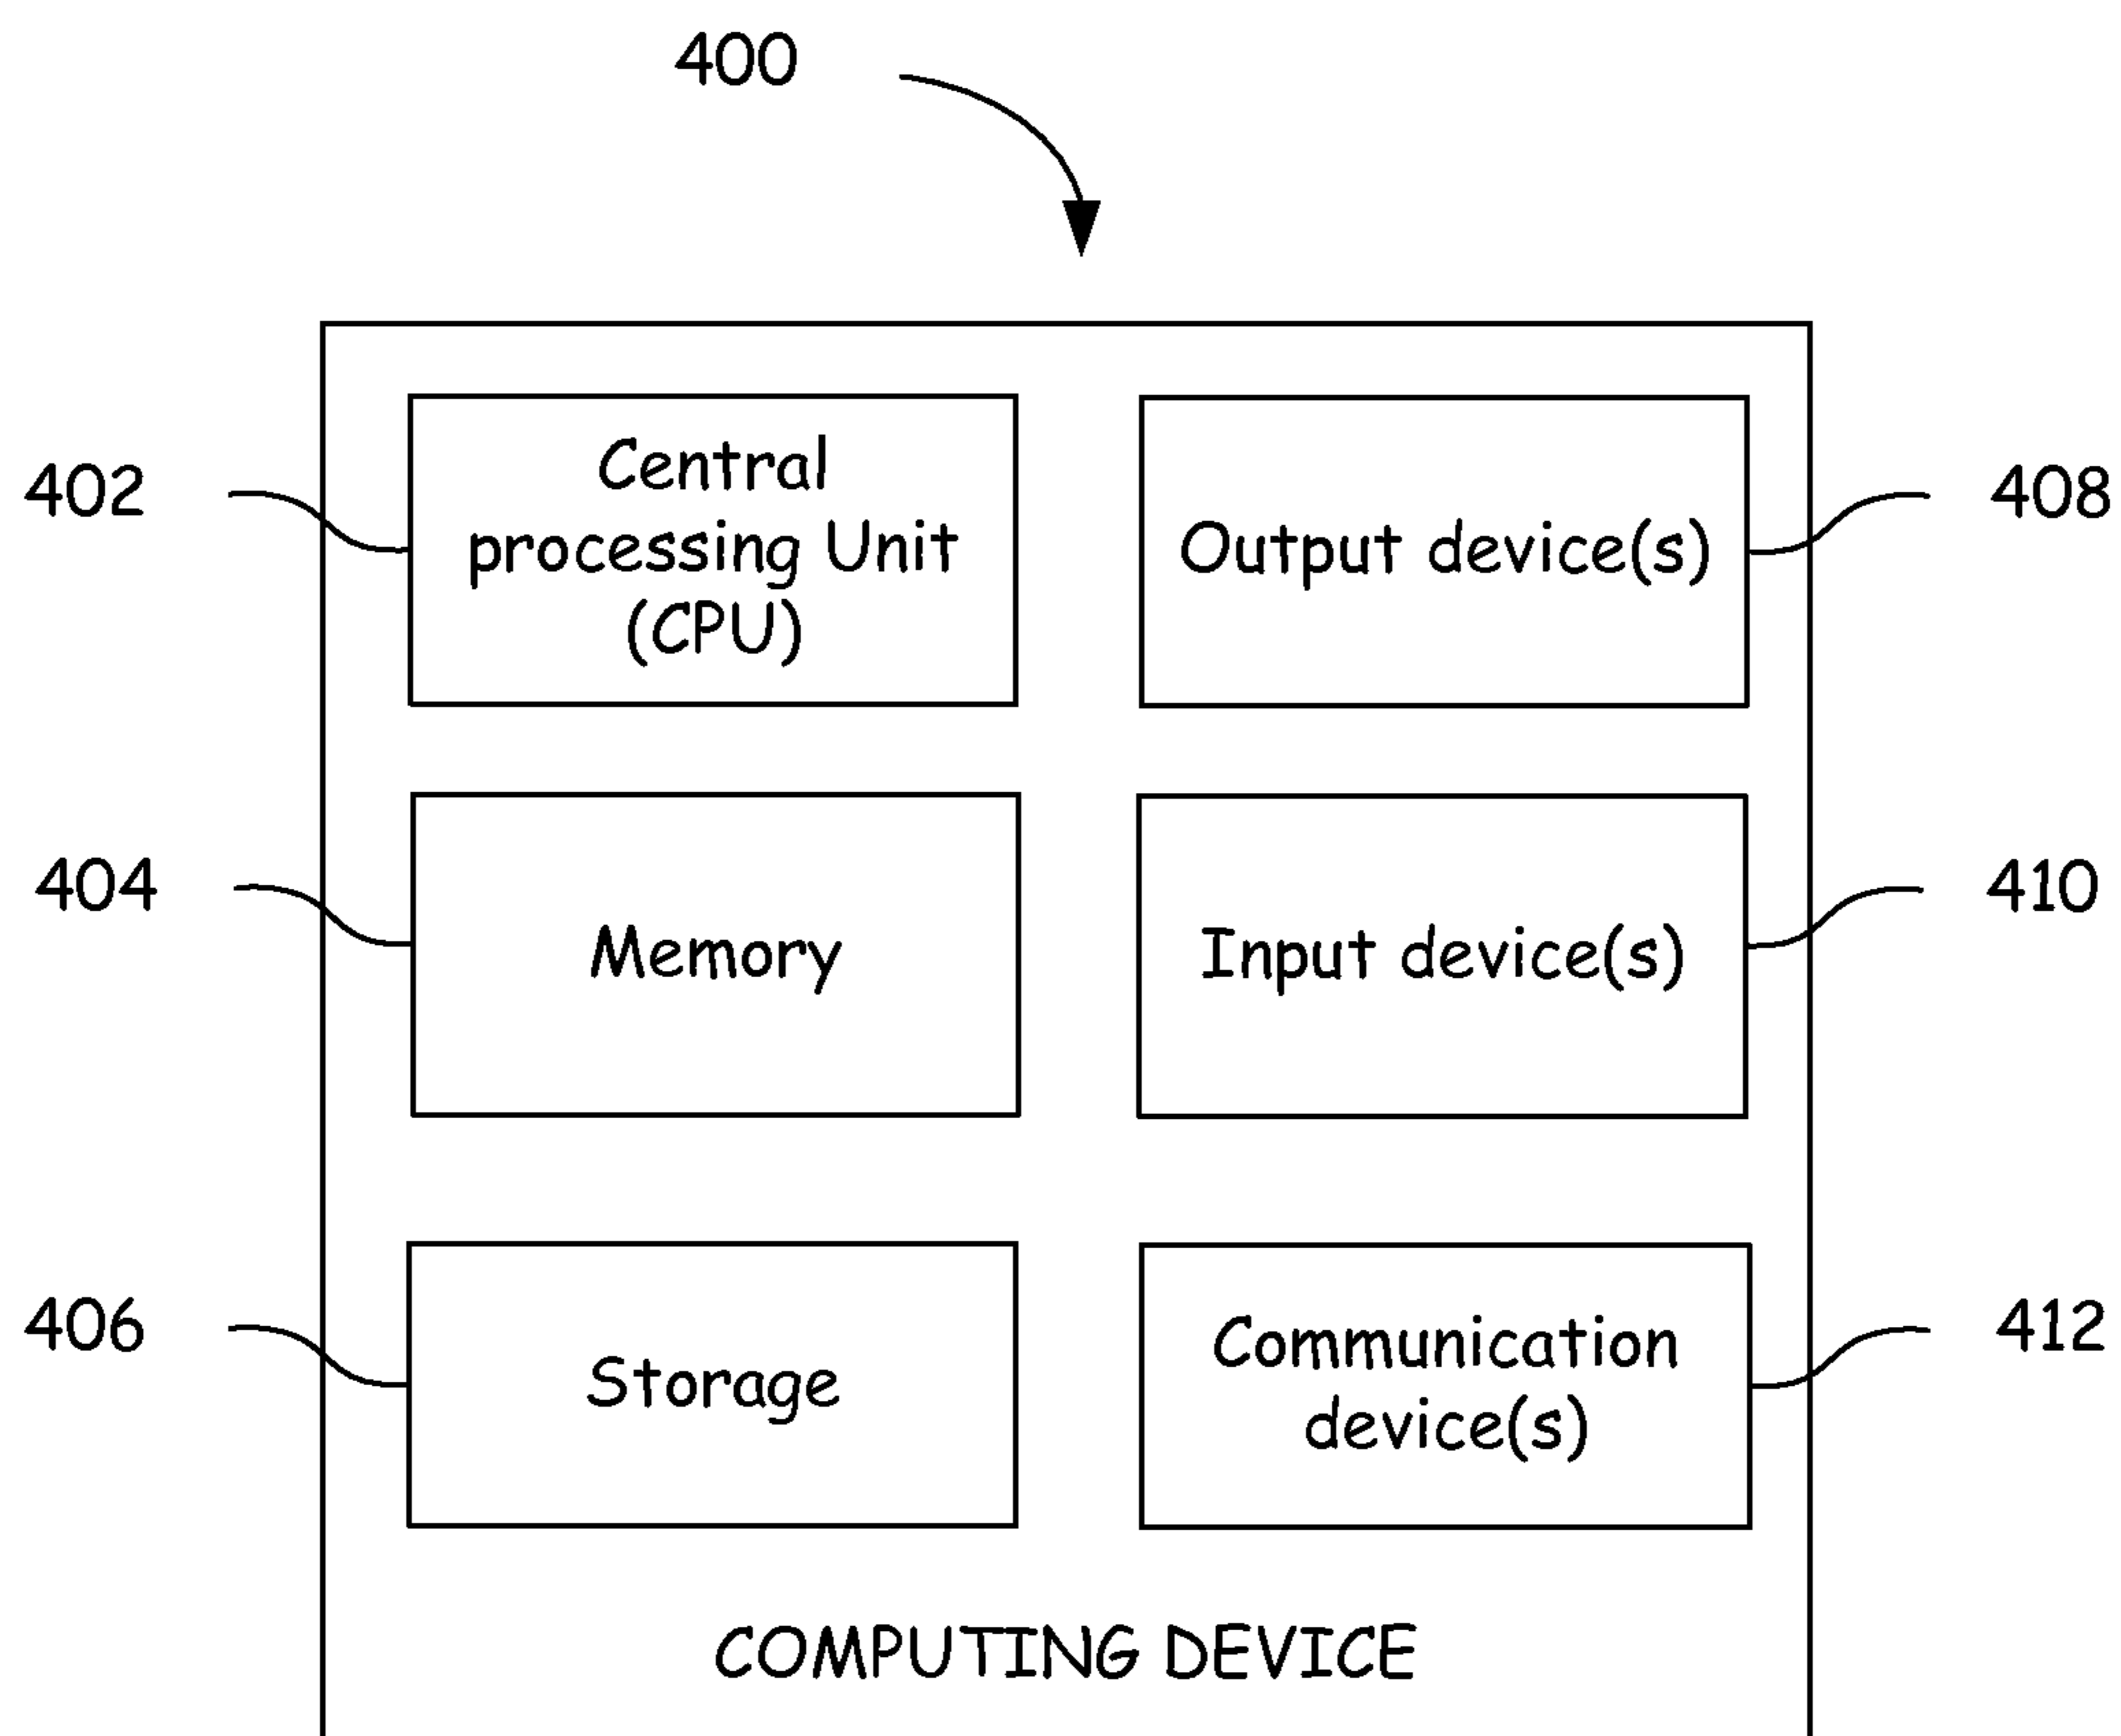 400
402
Central
processing Unit
(CPU)
Output device(s)
408
404
Memory
Input device(s)
410
406
Storage
Communication
device(s)
412
COMPUTING DEVICE